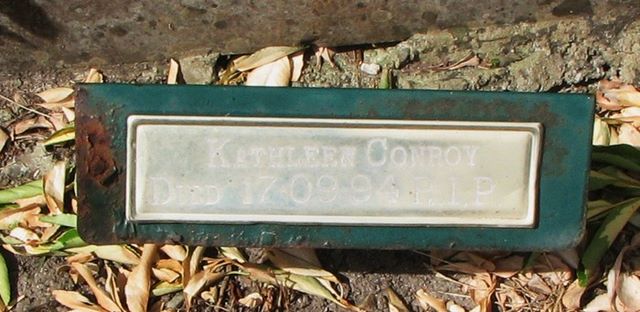 KATHLEEN CONROY
DIED 17-09-94 R.I.P.